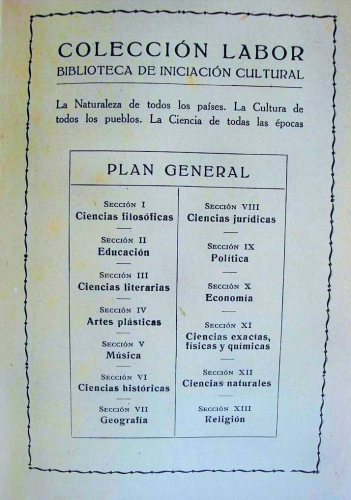 COLECCIÓN LABOR
BIBLIOTECA DE INICIACIÓN CULTURAL
La Naturaleza de todos los países. La Cultura de
todos los pueblos. La Ciencia de todas las épocas
PLAN GENERAL
SECCIÓN I
Ciencias filosóficas
SECCIÓN II
Educación
SECCIÓN III
Ciencias literarias
SECCIÓN IV
Artes plásticas
SECCIÓN V
Música
SECCIÓN VI
Ciencias históricas
SECCIÓN VII
Geografía
SECCIÓN VIII
Ciencias jurídicas
SECCIÓN IX
Política
SECCIÓN X
Economía
SECCIÓN XI
Ciencias exactas,
físicas y químicas
SECCIÓN XII
Ciencias naturales
SECCIÓN XIII
Religión